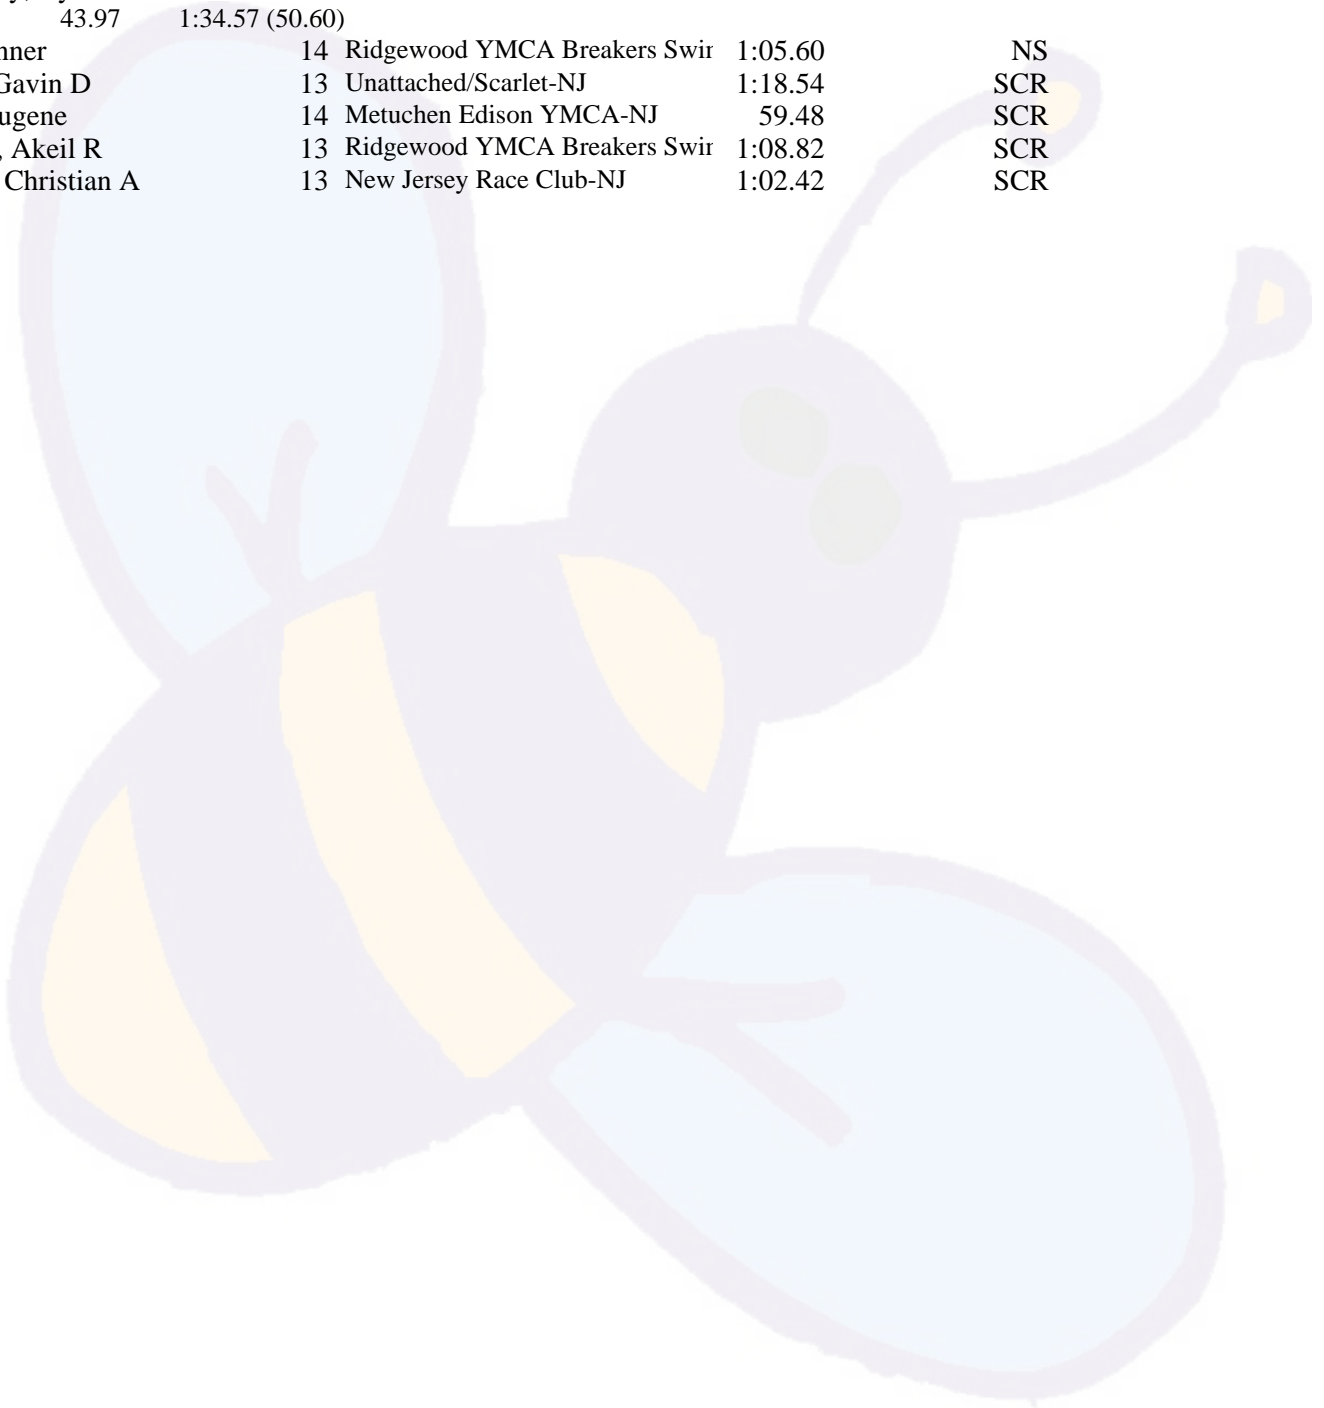 43.97 1:34.57 (50.60)
nner 14 Ridgewood YMCA Breakers Swir 1:05.60 NS
Gavin D 13 Unattached/Scarlet-NJ 1:18.54 SCR
ugene 14 Metuchen Edison YMCA-NJ 59.48 SCR
, Akeil R 13 Ridgewood YMCA Breakers Swir 1:08.82 SCR
Christian A 13 New Jersey Race Club-NJ 1:02.42 SCR